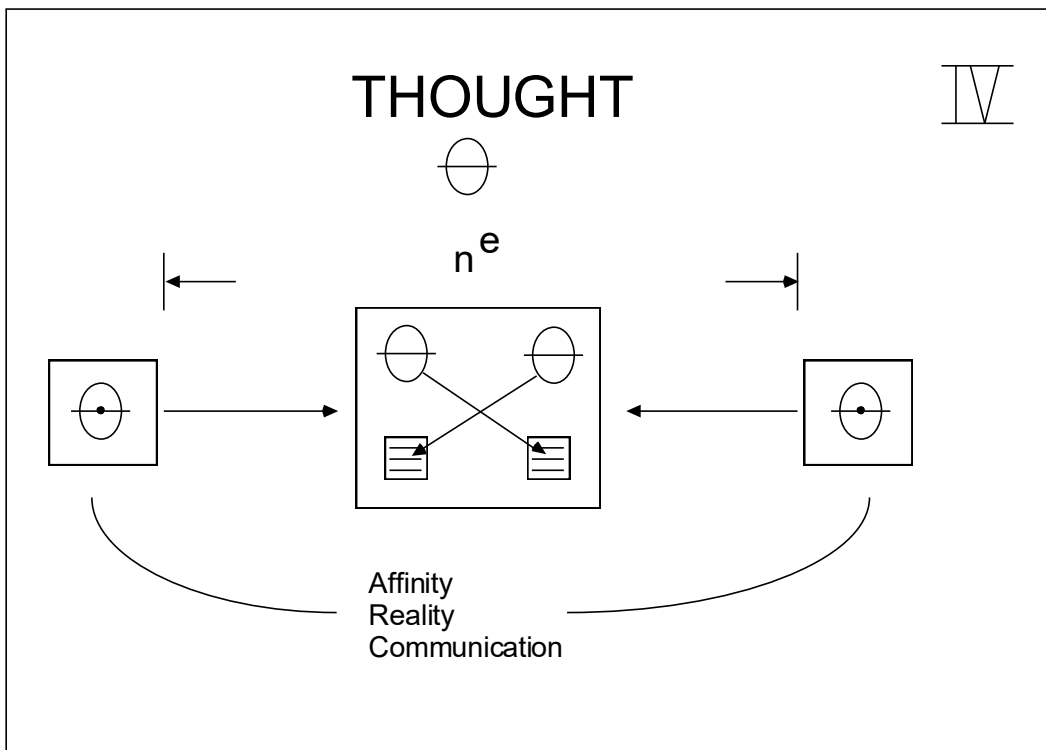 THOUGHT
IV
n^e
Affinity
Reality
Communication